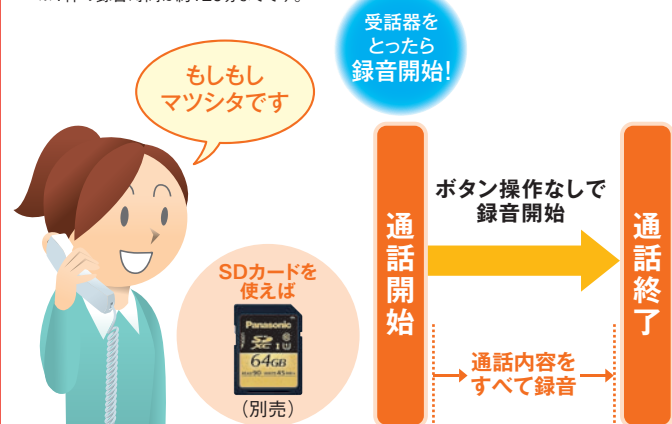 受話器を
とったら
録音開始!
もしもし
マツシタです
ボタン操作なしで
録音開始
通話開始
通話終了
SDカードを
使えば
Panasonic
SD
XC I
64GB
(別売)
通話内容を
すべて録音